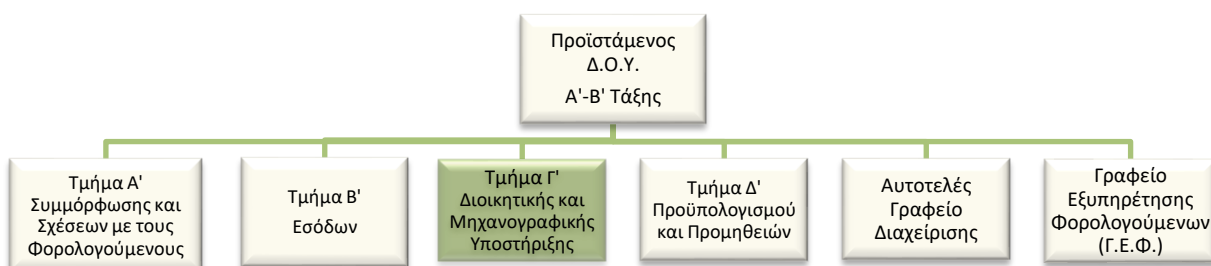 Προϊστάμενος
Δ.Ο.Υ.
Α'-Β' Τάξης
Τμήμα Α'
Συμμόρφωσης και
Σχέσεων με τους
Φορολογούμενους
Τμήμα Β'
Εσόδων
Τμήμα Γ'
Διοικητικής και
Μηχανογραφικής
Υποστήριξης
Τμήμα Δ'
Προϋπολογισμού
και Προμηθειών
Αυτοτελές
Γραφείο
Διαχείρισης
Γραφείο
Εξυπηρέτησης
Φορολογούμενων
(Γ.Ε.Φ.)